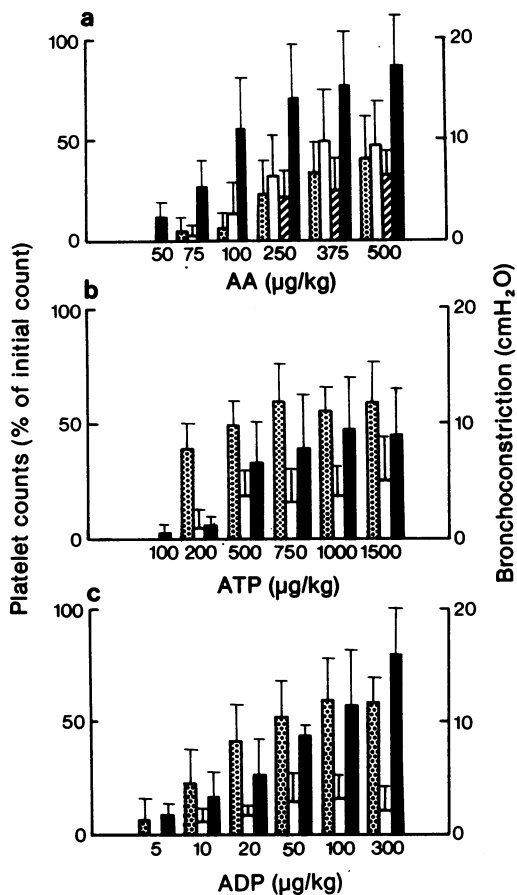 a
100
50
0
20
10
0
50 75 100 250 375 500
AA (µg/kg)
b
100
50
0
20
10
0
100 200 500 750 1000 1500
ATP (µg/kg)
c
100
50
0
20
10
0
5 10 20 50 100 300
ADP (µg/kg)
Platelet counts (% of initial count)
Bronchoconstriction (cmH₂O)